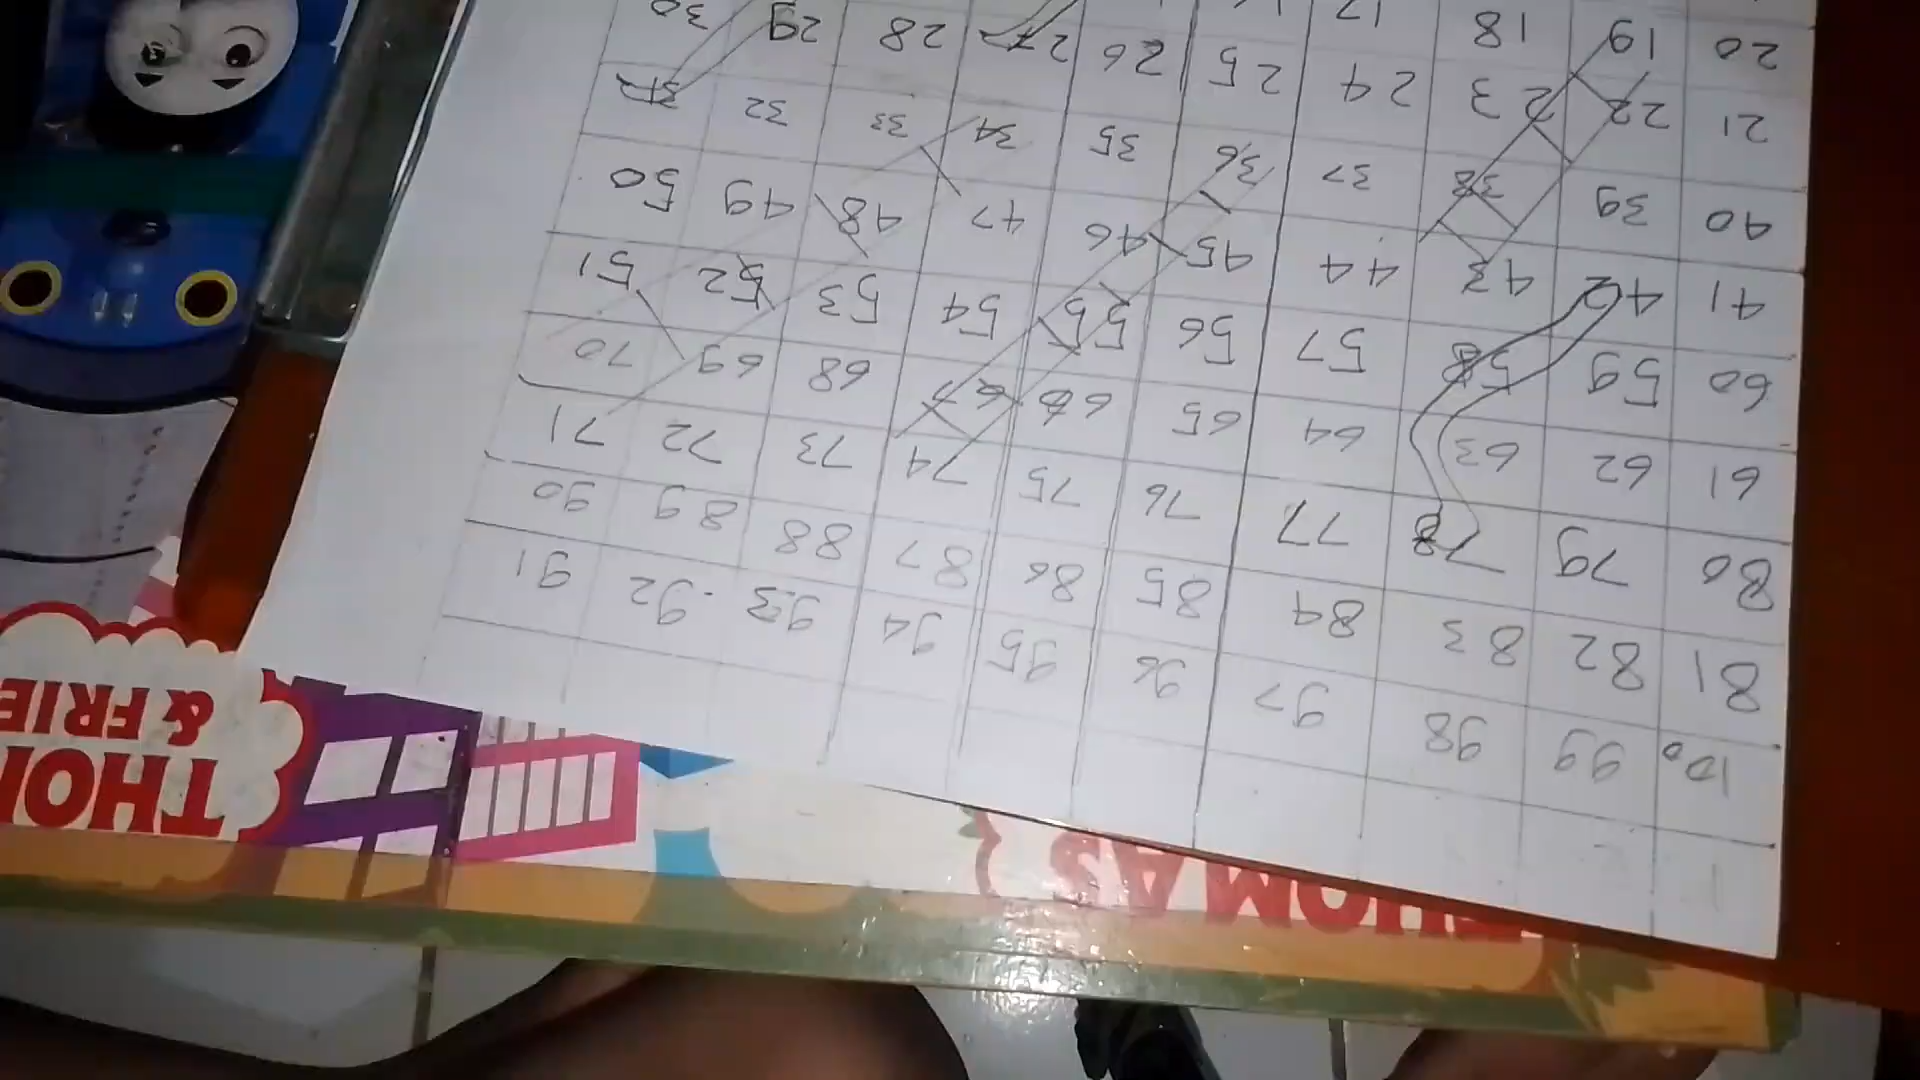 THOMAS
100 99 98 97 96 95 94 93 92 91
81 82 83 84 85 86 87 88 89 90
80 79 78 77 76 75 74 73 72 71
61 62 63 64 65 66 67 68 69 70
60 59 58 57 56 55 54 53 52 51
41 42 43 44 45 46 47 48 49 50
40 39 38 37 36 35 34 33 32 31
21 22 23 24 25 26 27 28 29 30
20 19 18 17
THO
& FRIE